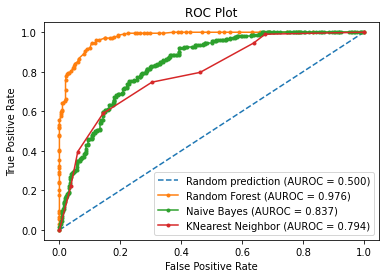 ROC Plot
True Positive Rate
1.0
0.8
0.6
0.4
0.2
0.0
Random prediction (AUROC = 0.500)
Random Forest (AUROC = 0.976)
Naive Bayes (AUROC = 0.837)
KNearest Neighbor (AUROC = 0.794)
0.0 0.2 0.4 0.6 0.8 1.0
False Positive Rate